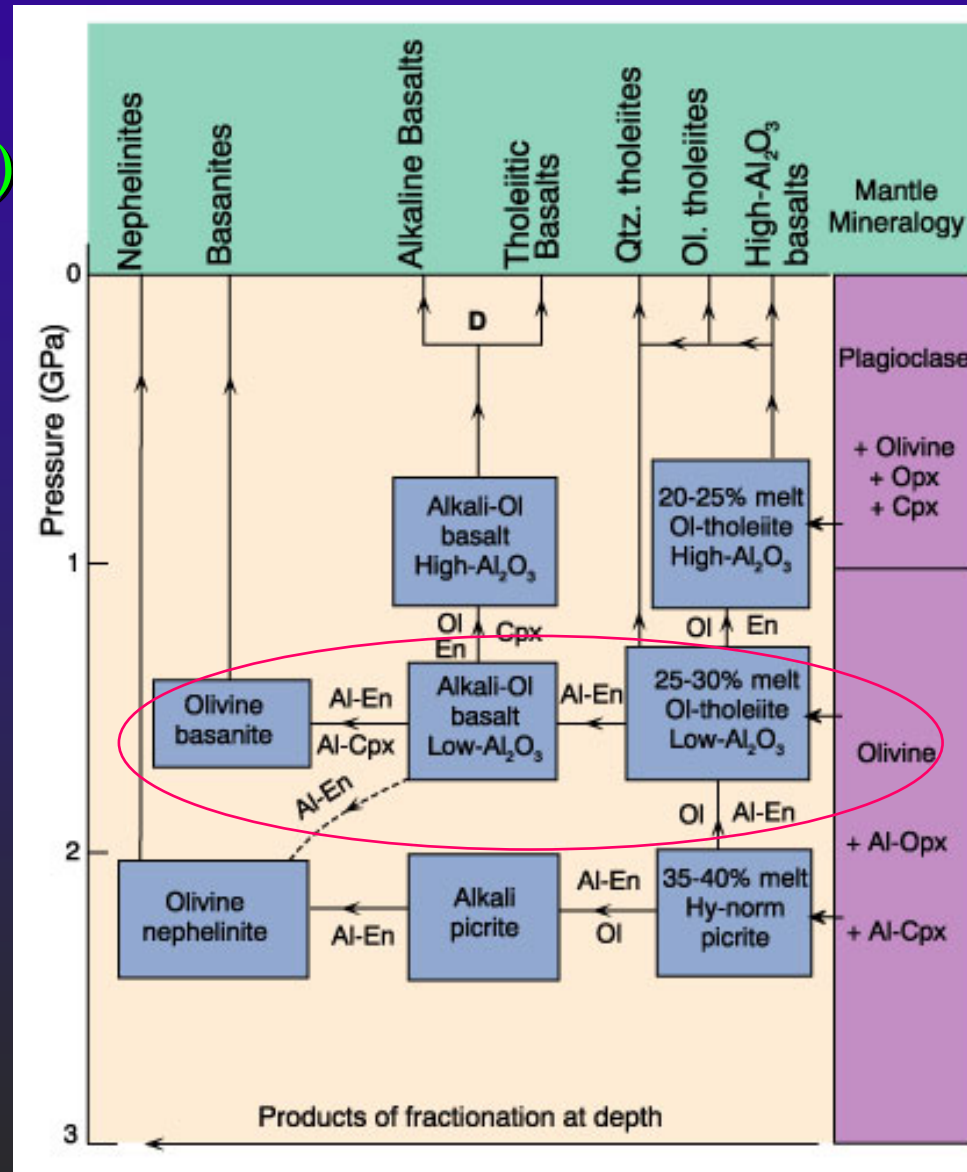 )
Nephelinites
Basanites
Alkaline Basalts
Tholeiitic
Basalts
Qtz. tholeiites
Ol. tholeiites
High-Al₂O₃
basalts
Mantle
Mineralogy
Pressure (GPa)
0
1
2
3
D
Plagioclase
+ Olivine
+ Opx
+ Cpx
Alkali-Ol
basalt
High-Al₂O₃
20-25% melt
Ol-tholeiite
High-Al₂O₃
Ol
En
Cpx
Ol
En
Olivine
basanite
Al-En
Al-Cpx
Alkali-Ol
basalt
Low-Al₂O₃
Al-En
25-30% melt
Ol-tholeiite
Low-Al₂O₃
Olivine
+ Al-Opx
+ Al-Cpx
Al-En
Ol
Al-En
Olivine
nephelinite
Al-En
Alkali
picrite
Al-En
Ol
35-40% melt
Hy-norm
picrite
Products of fractionation at depth